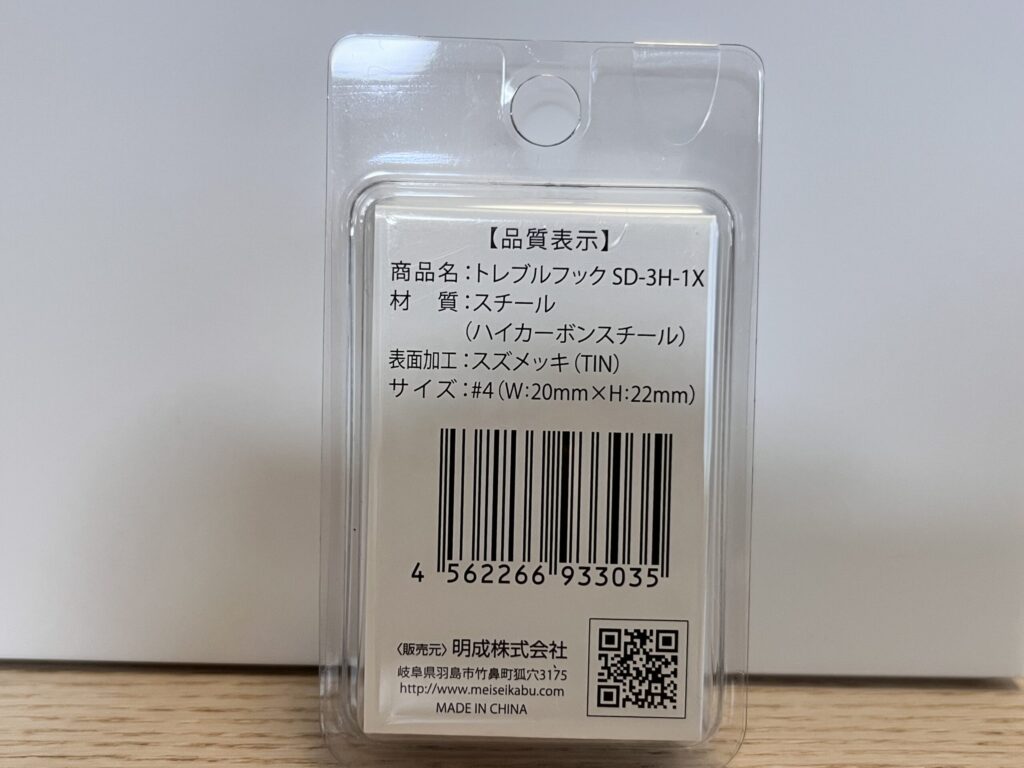 【品質表示】
商品名：トレブルフック SD-3H-1X
材　質：スチール
（ハイカーボンスチール）
表面加工：スズメッキ（TIN）
サイズ：#4（W:20mm×H:22mm）
4 562266 933035
〈販売元〉明成株式会社
岐阜県羽島市竹鼻町狐穴3175
http://www.meiseikabu.com
MADE IN CHINA